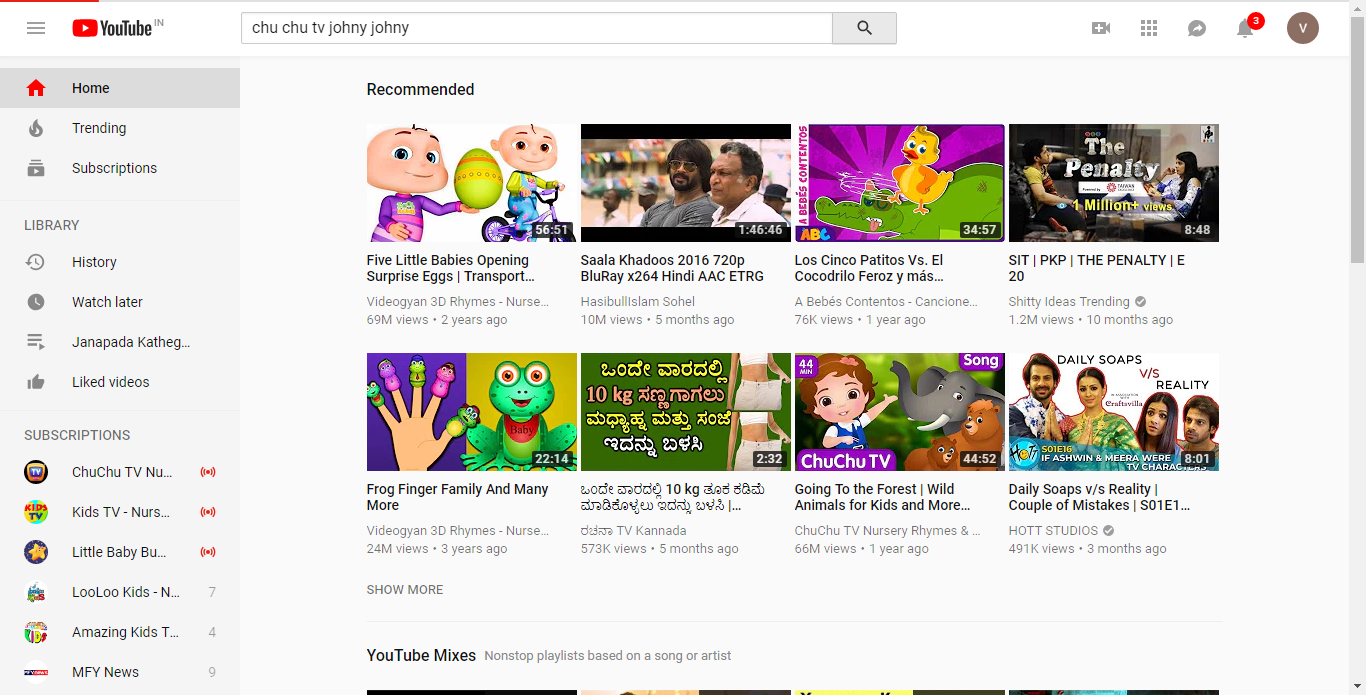 YouTube IN
chu chu tv johny johny
3
V
Home
Trending
Subscriptions
LIBRARY
History
Watch later
Janapada Katheg...
Liked videos
SUBSCRIPTIONS
ChuChu TV Nu...
Kids TV - Nurs...
Little Baby Bu...
LooLoo Kids - N...
7
Amazing Kids T...
4
MFY News
9
Recommended
56:51
Five Little Babies Opening
Surprise Eggs | Transport...
Videogyan 3D Rhymes - Nurse...
69M views • 2 years ago
1:46:46
Saala Khadoos 2016 720p
BluRay x264 Hindi AAC ETRG
HasibullIslam Sohel
10M views • 5 months ago
A BEBÉS CONTENTOS
ABC
34:57
Los Cinco Patitos Vs. El
Cocodrilo Feroz y más...
A Bebés Contentos - Cancione...
76K views • 1 year ago
The
Penalty
Powered by
TAIWAN
1 Million+ views
8:48
SIT | PKP | THE PENALTY | E
20
Shitty Ideas Trending
1.2M views • 10 months ago
Baby
22:14
Frog Finger Family And Many
More
Videogyan 3D Rhymes - Nurse...
24M views • 3 years ago
ಒಂದೇ ವಾರದಲ್ಲಿ
10 kg ಸಣ್ಣಗಾಗಲು
ಮಧ್ಯಾಹ್ನ ಮತ್ತು ಸಂಜೆ
ಇದನ್ನು ಬಳಸಿ
2:32
ಒಂದೇ ವಾರದಲ್ಲಿ 10 kg ತೂಕ ಕಡಿಮೆ
ಮಾಡಿಕೊಳ್ಳಲು ಇದನ್ನು ಬಳಸಿ |...
ರಚನಾ TV Kannada
573K views • 5 months ago
44
MIN
Song
ChuChu TV
44:52
Going To the Forest | Wild
Animals for Kids and More...
ChuChu TV Nursery Rhymes & ...
66M views • 1 year ago
DAILY SOAPS
V/S
REALITY
IN ASSOCIATION WITH
Craftsvilla
HOTT
S01E16
IF ASHWIN & MEERA WERE
TV CHARACTERS
8:01
Daily Soaps v/s Reality |
Couple of Mistakes | S01E1...
HOTT STUDIOS
491K views • 3 months ago
SHOW MORE
YouTube Mixes Nonstop playlists based on a song or artist